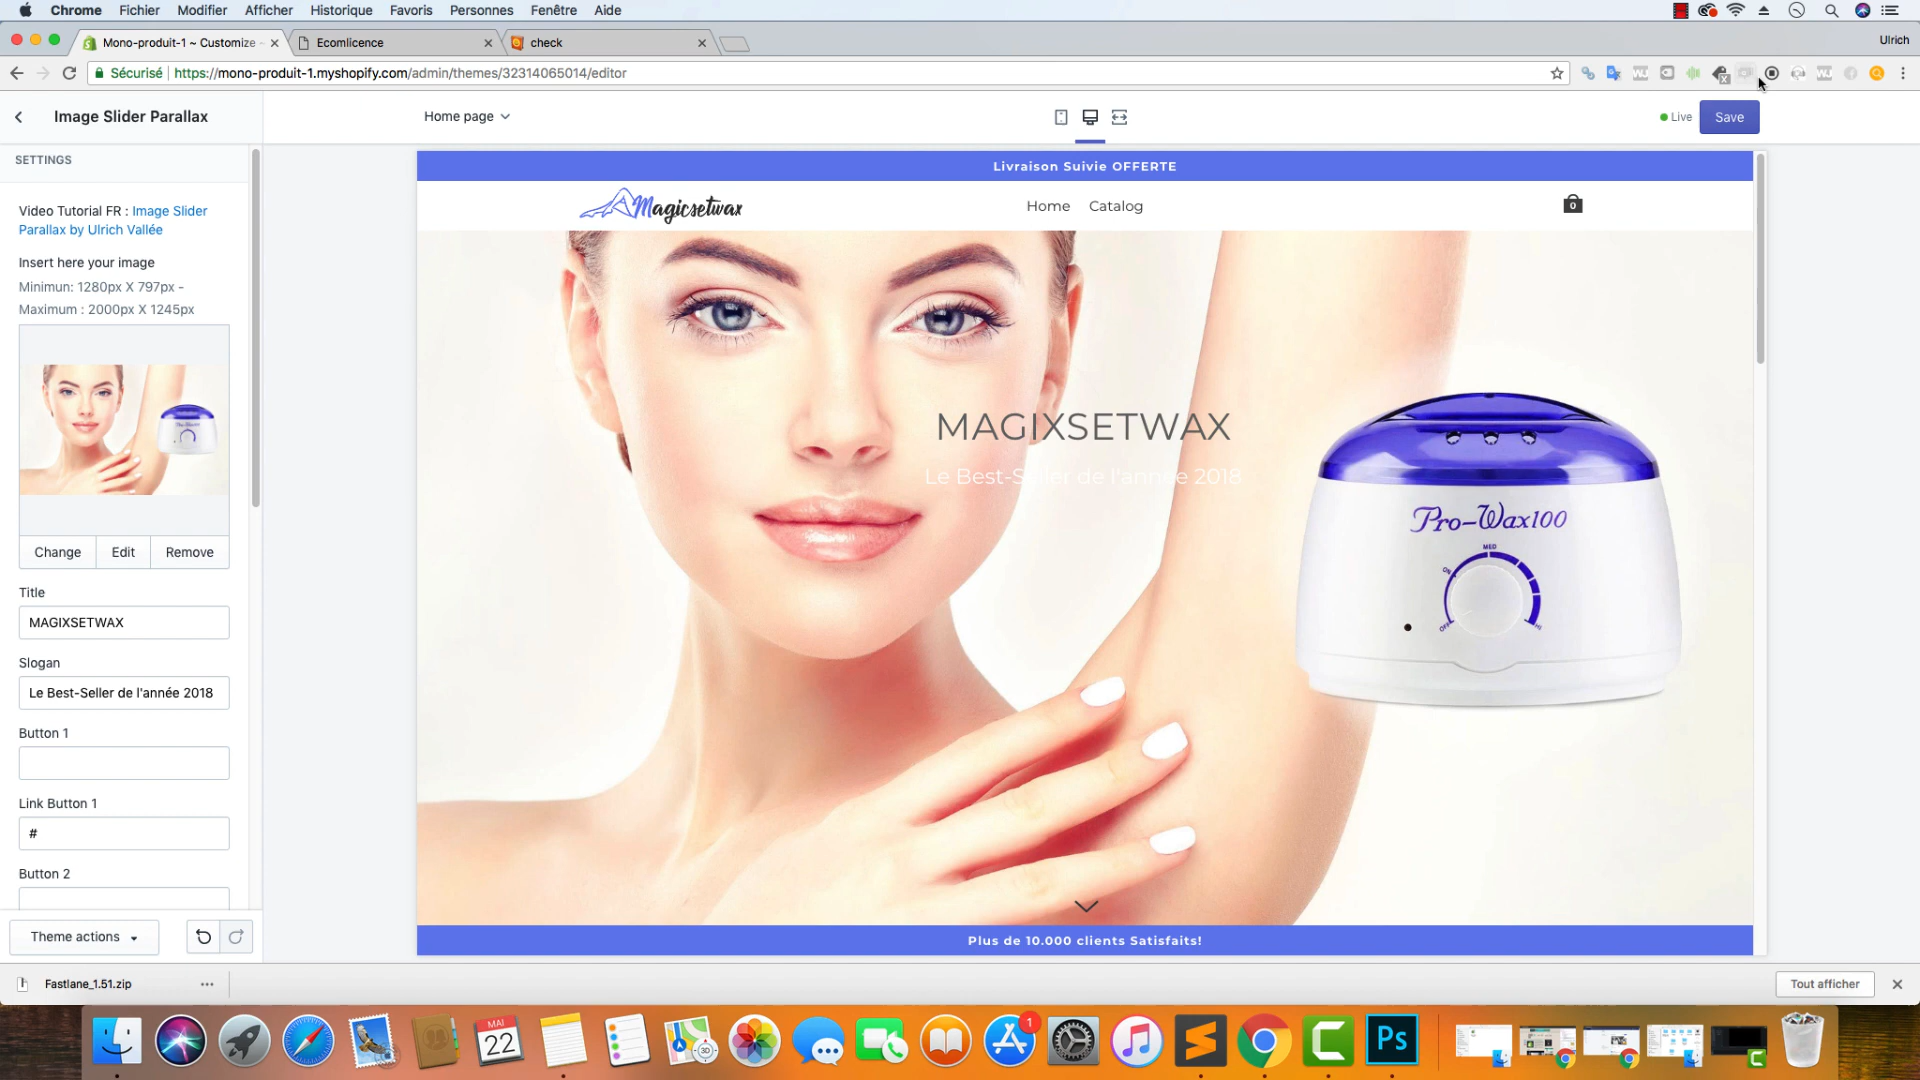 Chrome Fichier Modifier Afficher Historique Favoris Personnes Fenêtre Aide
Mono-produit-1 ~ Customize
Ecomlicence
check
Ulrich
Sécurisé https://mono-produit-1.myshopify.com/admin/themes/32314065014/editor
Image Slider Parallax
Home page
Live
Save
SETTINGS
Video Tutorial FR : Image Slider
Parallax by Ulrich Vallée
Insert here your image
Minimun: 1280px X 797px -
Maximum : 2000px X 1245px
Change
Edit
Remove
Title
MAGIXSETWAX
Slogan
Le Best-Seller de l'année 2018
Button 1
Link Button 1
#
Button 2
Theme actions
Livraison Suivie OFFERTE
Magicsetwax
Home
Catalog
0
MAGIXSETWAX
Le Best-Seller de l'année 2018
Pro-Wax100
MED
ON
OFF
HI
Plus de 10.000 clients Satisfaits!
Fastlane_1.51.zip
Tout afficher
MAI
22
1
Ps